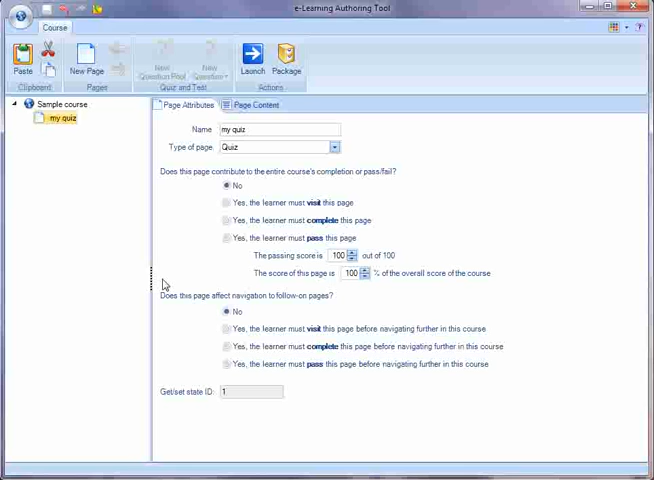 e-Learning Authoring Tool
Course
Paste
New Page
New Question Pool
New Question
Launch
Package
Clipboard
Pages
Quiz and Test
Actions
Sample course
my quiz
Page Attributes
Page Content
Name my quiz
Type of page: Quiz
Does this page contribute to the entire course's completion or pass/fail?
No
Yes, the learner must visit this page
Yes, the learner must complete this page
Yes, the learner must pass this page
The passing score is 100 out of 100
The score of this page is 100 % of the overall score of the course
Does this page affect navigation to follow-on pages?
No
Yes, the learner must visit this page before navigating further in this course
Yes, the learner must complete this page before navigating further in this course
Yes, the learner must pass this page before navigating further in this course
Get/set state ID: 1